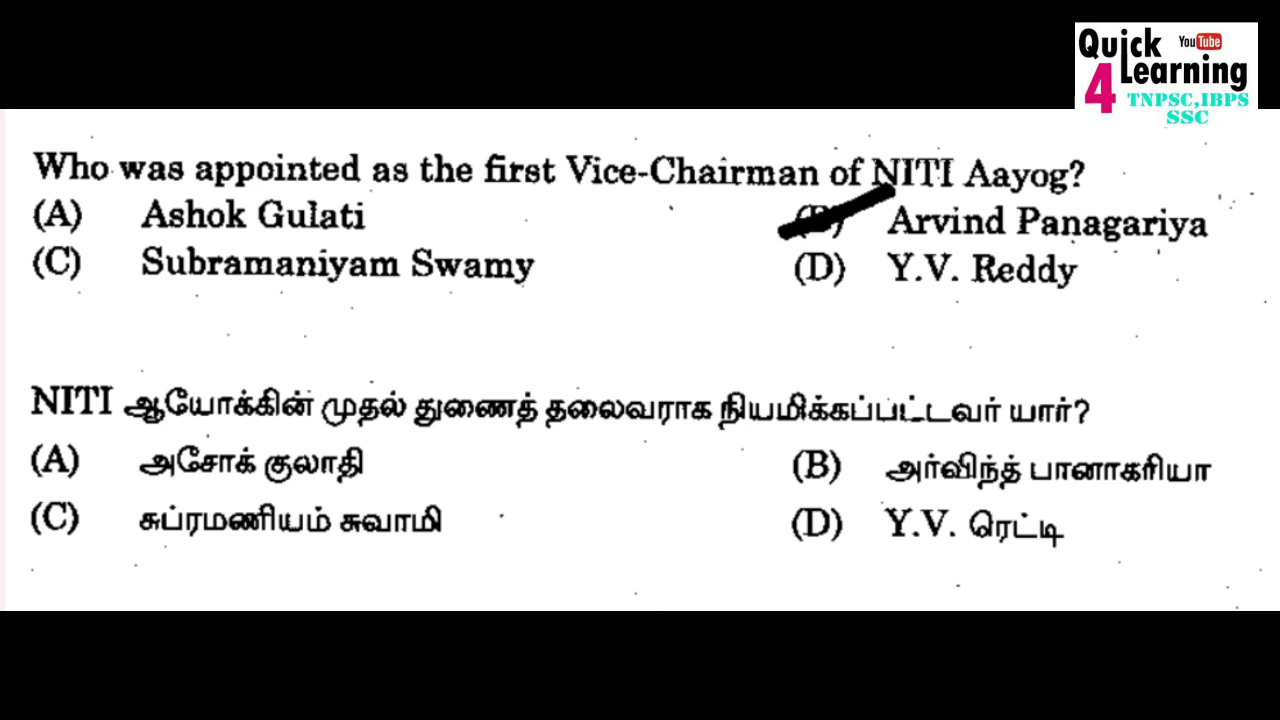 Quick YouTube
4 Learning
TNPSC,IBPS
SSC
Who was appointed as the first Vice-Chairman of NITI Aayog?
(A) Ashok Gulati (B) Arvind Panagariya
(C) Subramaniyam Swamy (D) Y.V. Reddy
NITI ஆயோக்கின் முதல் துணைத் தலைவராக நியமிக்கப்பட்டவர் யார்?
(A) அசோக் குலாதி (B) அர்விந்த் பானாகரியா
(C) சுப்ரமணியம் சுவாமி (D) Y.V. ரெட்டி